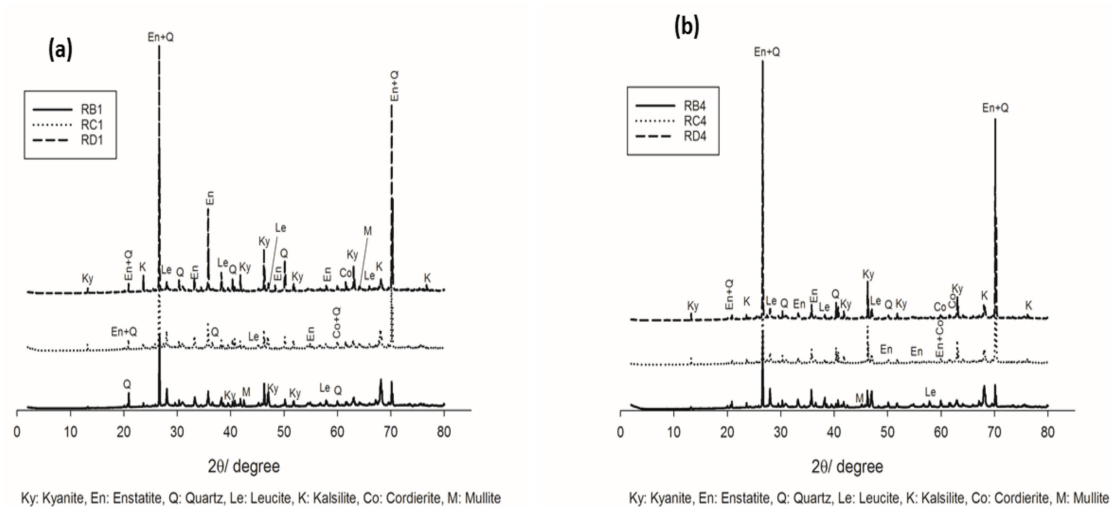 (a)
En+Q
En+Q
RB1
RC1
RD1
En
Ky
En+Q
K
Le
Q
En
Le
Q
Ky
Ky
Le
En
Q
Ky
En
Co
Ky
M
Le
K
K
En+Q
Q
Le
En
Co+Q
Q
Ky
M
Ky
Ky
Le
Q
0 10 20 30 40 50 60 70 80
2θ/ degree
Ky: Kyanite, En: Enstatite, Q: Quartz, Le: Leucite, K: Kalsilite, Co: Cordierite, M: Mullite
(b)
En+Q
En+Q
RB4
RC4
RD4
Ky
En+Q
K
Le
Q
En
En
Q
Ky
Ky
Le
Q
Ky
Co
Co
Ky
K
K
En
En
En+Co
M
Le
0 10 20 30 40 50 60 70 80
2θ/ degree
Ky: Kyanite, En: Enstatite, Q: Quartz, Le: Leucite, K: Kalsilite, Co: Cordierite, M: Mullite